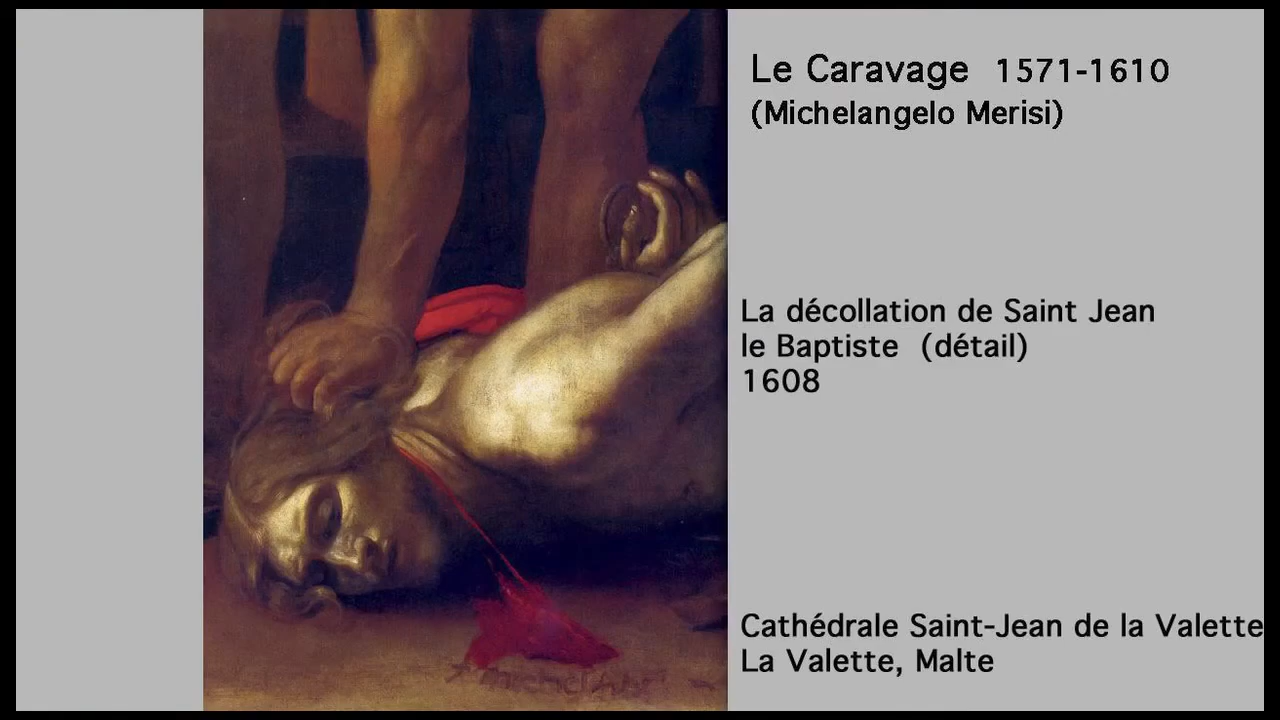 Le Caravage 1571-1610
(Michelangelo Merisi)
La décollation de Saint Jean
le Baptiste (détail)
1608
Cathédrale Saint-Jean de la Valette
La Valette, Malte